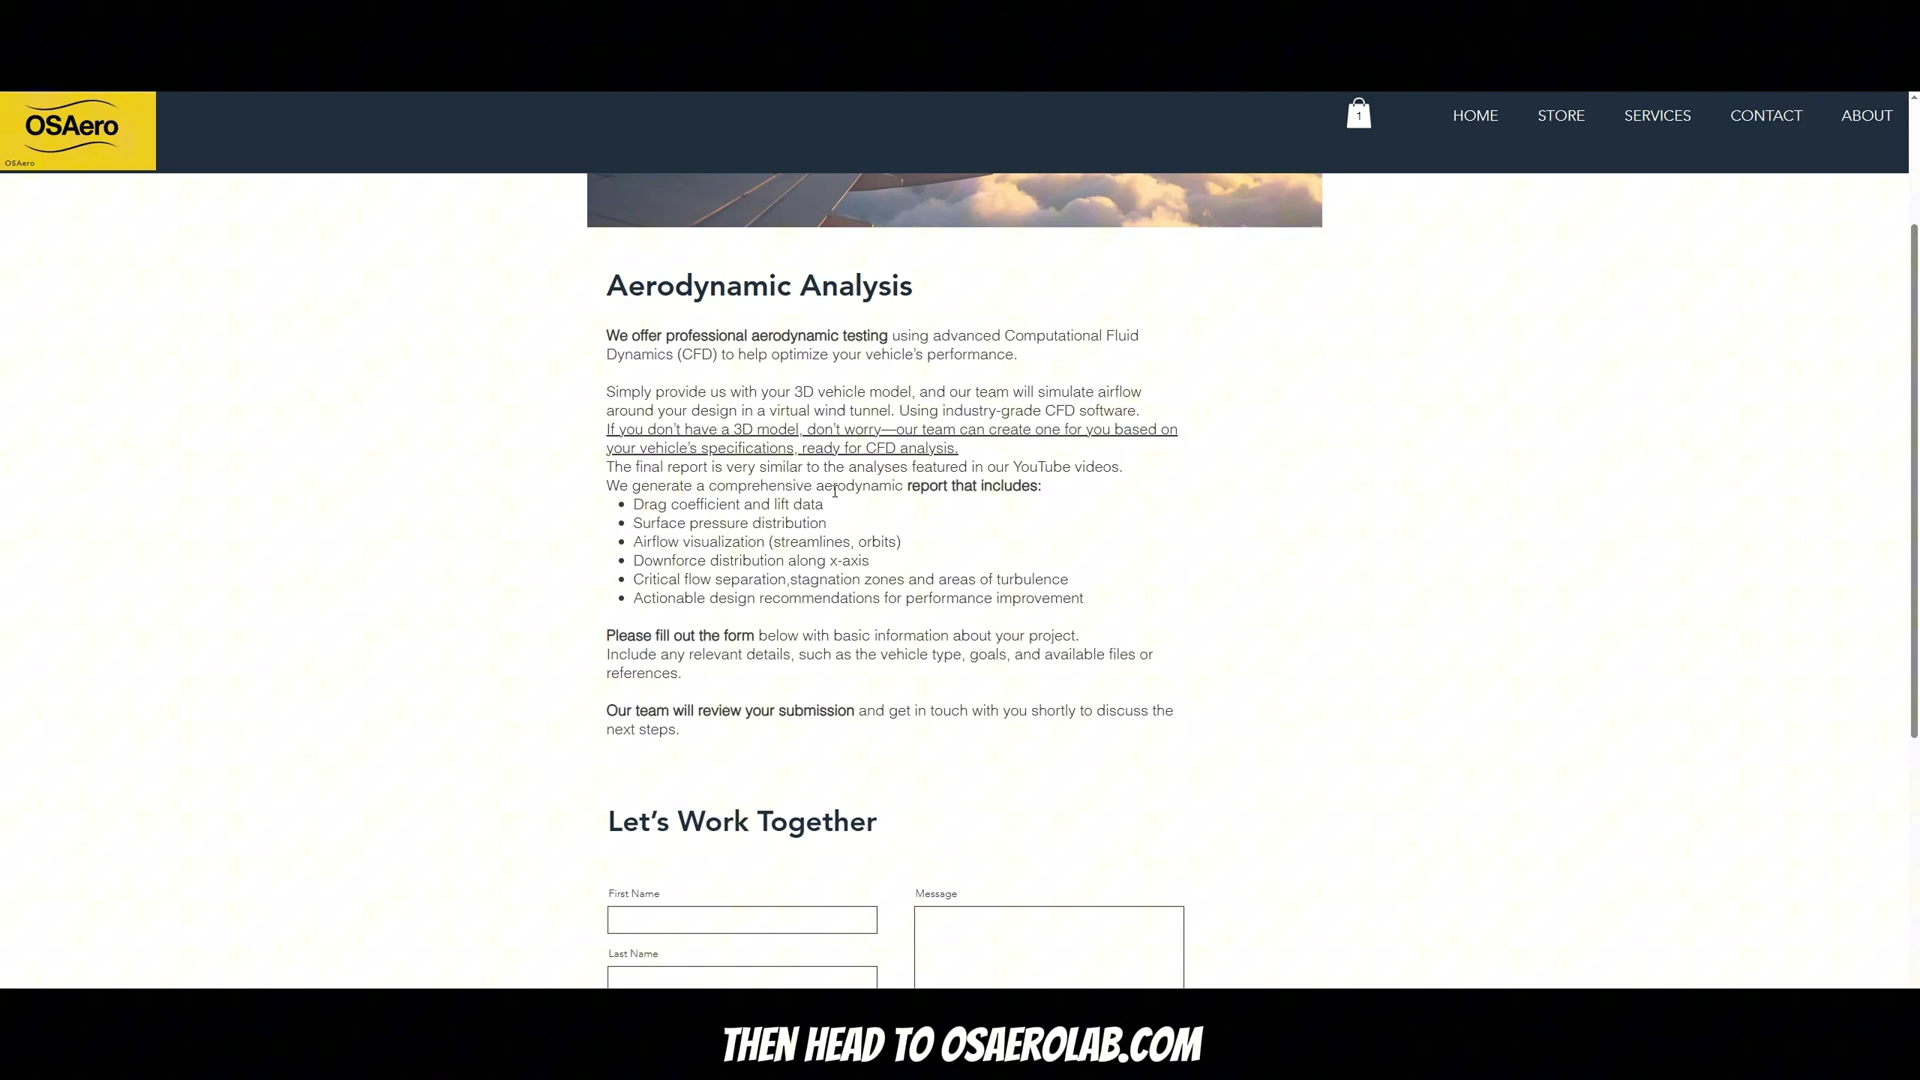 OSAero
OSAero
1
HOME
STORE
SERVICES
CONTACT
ABOUT
Aerodynamic Analysis
We offer professional aerodynamic testing using advanced Computational Fluid
Dynamics (CFD) to help optimize your vehicle's performance.
Simply provide us with your 3D vehicle model, and our team will simulate airflow
around your design in a virtual wind tunnel. Using industry-grade CFD software.
If you don't have a 3D model, don't worry—our team can create one for you based on
your vehicle's specifications, ready for CFD analysis.
The final report is very similar to the analyses featured in our YouTube videos.
We generate a comprehensive aerodynamic report that includes:
• Drag coefficient and lift data
• Surface pressure distribution
• Airflow visualization (streamlines, orbits)
• Downforce distribution along x-axis
• Critical flow separation,stagnation zones and areas of turbulence
• Actionable design recommendations for performance improvement
Please fill out the form below with basic information about your project.
Include any relevant details, such as the vehicle type, goals, and available files or
references.
Our team will review your submission and get in touch with you shortly to discuss the
next steps.
Let's Work Together
First Name
Message
Last Name
THEN HEAD TO OSAEROLAB.COM